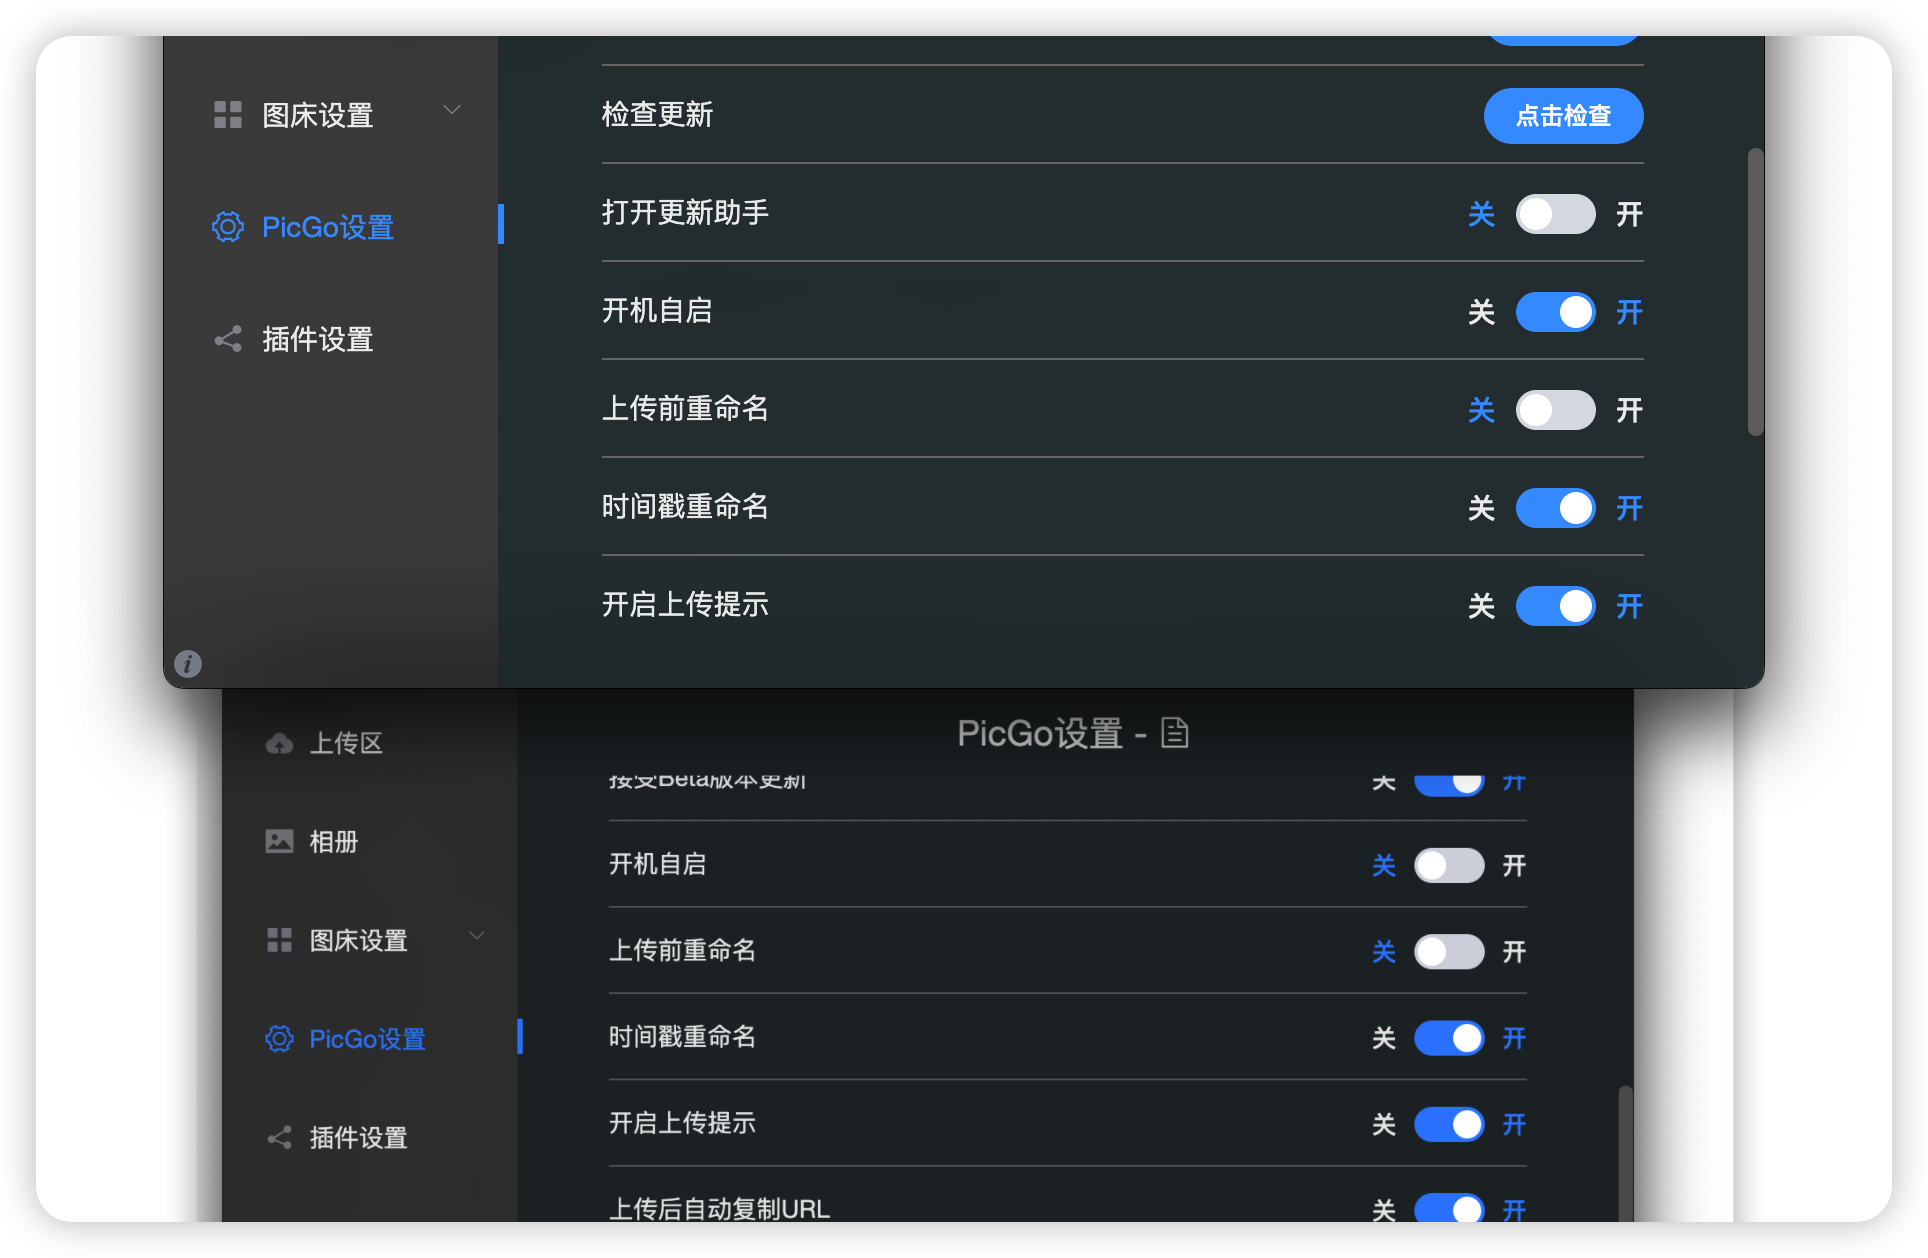 图床设置
PicGo设置
插件设置
检查更新 点击检查
打开更新助手 关 开
开机自启 关 开
上传前重命名 关 开
时间戳重命名 关 开
开启上传提示 关 开
上传区
相册
图床设置
PicGo设置
插件设置
PicGo设置 -
接受Beta版本更新 关 开
开机自启 关 开
上传前重命名 关 开
时间戳重命名 关 开
开启上传提示 关 开
上传后自动复制URL 关 开